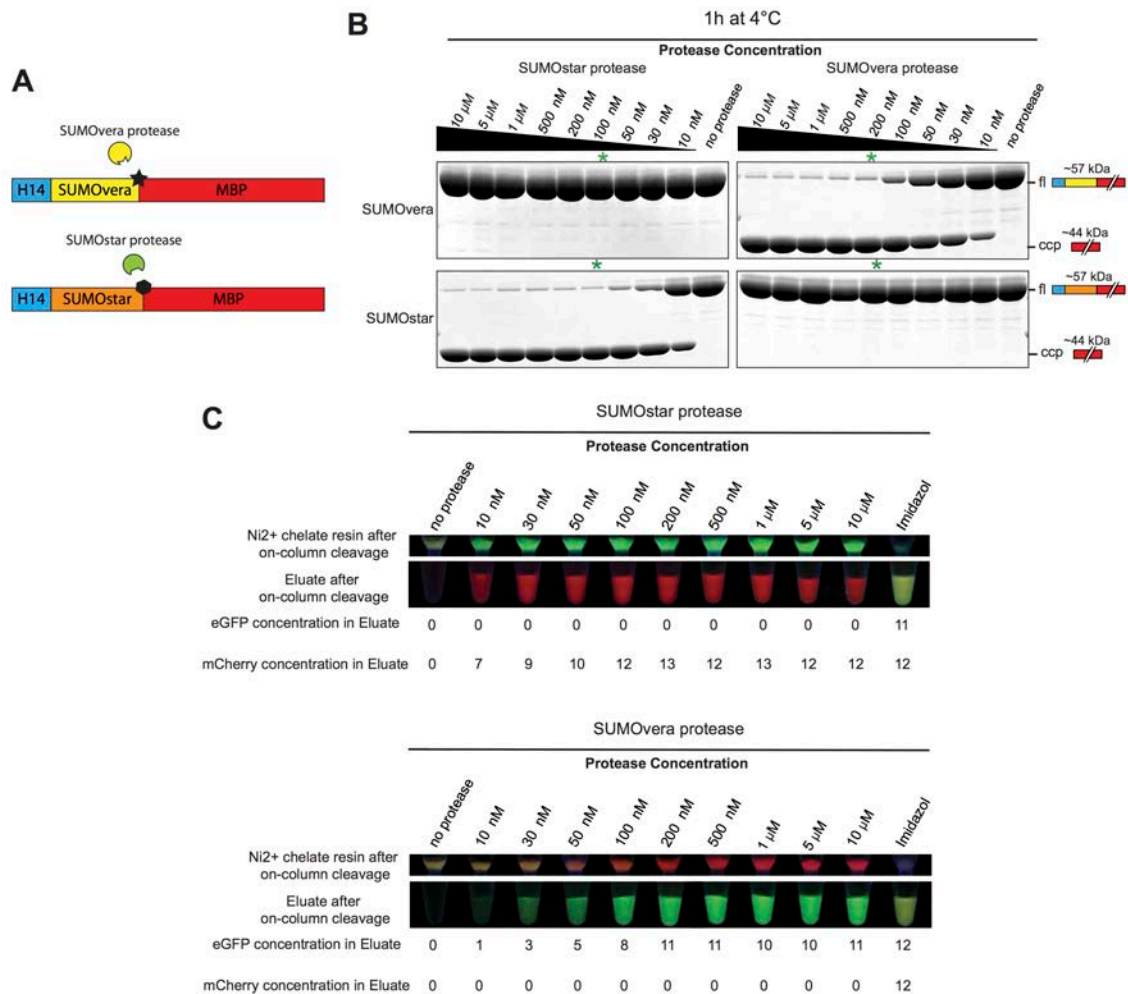 A
SUMOvera protease
H14 SUMOvera MBP
SUMOstar protease
H14 SUMOstar MBP
B
1h at 4°C
Protease Concentration
SUMOstar protease SUMOvera protease
10 µM 5 µM 1 µM 500 nM 200 nM 100 nM 50 nM 30 nM 10 nM no protease 10 µM 5 µM 1 µM 500 nM 200 nM 100 nM 50 nM 30 nM 10 nM no protease
* *
SUMOvera
~57 kDa
fl
~44 kDa
ccp
* *
SUMOstar
~57 kDa
fl
~44 kDa
ccp
C
SUMOstar protease
Protease Concentration
no protease 10 nM 30 nM 50 nM 100 nM 200 nM 500 nM 1 µM 5 µM 10 µM Imidazol
Ni2+ chelate resin after
on-column cleavage
Eluate after
on-column cleavage
eGFP concentration in Eluate 0 0 0 0 0 0 0 0 0 0 11
mCherry concentration in Eluate 0 7 9 10 12 13 12 13 12 12 12
SUMOvera protease
Protease Concentration
no protease 10 nM 30 nM 50 nM 100 nM 200 nM 500 nM 1 µM 5 µM 10 µM Imidazol
Ni2+ chelate resin after
on-column cleavage
Eluate after
on-column cleavage
eGFP concentration in Eluate 0 1 3 5 8 11 11 10 10 11 12
mCherry concentration in Eluate 0 0 0 0 0 0 0 0 0 0 12